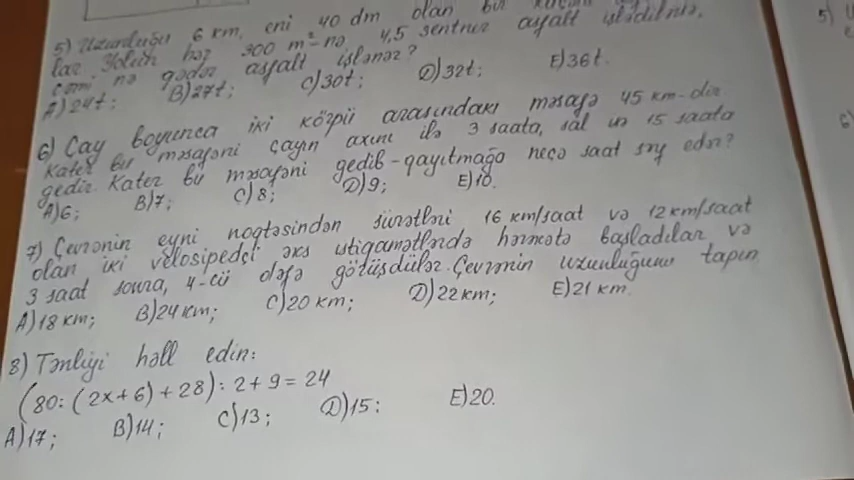 5) Uzunluğu 6 km, eni 40 dm olan bir
lar. Yolun hər 300 m²-nə 4,5 sentner asfalt işlədilirsə,
cəmi nə qədər asfalt işlənər?
A) 24t; B) 27t; C) 30t; D) 32t; E) 36t.
6) Çay boyunca iki körpü arasındakı məsafə 45 km-dir
Kater bu məsafəni çayın axını ilə 3 saata, sal isə 15 saata
gedir. Kater bu məsafəni gedib-qayıtmağa neçə saat sərf edər?
A) 6; B) 7; C) 8; D) 9; E) 10.
7) Çevrənin eyni nöqtəsindən sürətləri 16 km/saat və 12 km/saat
olan iki velosipedçi əks istiqamətlərdə hərəkətə başladılar və
3 saat sonra, 4-cü dəfə görüşdülər. Çevrənin uzunluğunu tapın
A) 18 km; B) 24 km; C) 20 km; D) 22 km; E) 21 km.
8) Tənliyi həll edin:
(80:(2x+6)+28):2+9=24
A) 17; B) 14; C) 13; D) 15; E) 20.
5)
6)